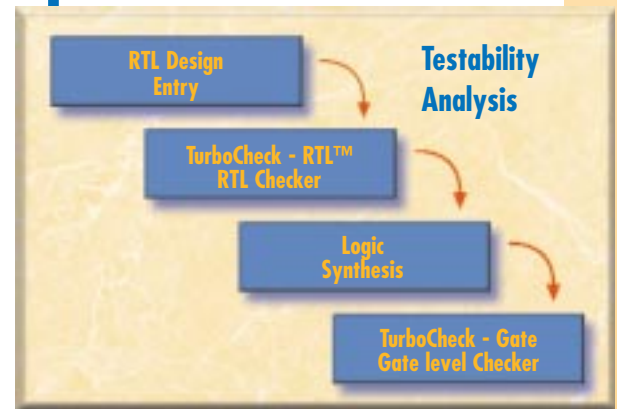 Testability
Analysis
RTL Design
Entry
TurboCheck - RTL™
RTL Checker
Logic
Synthesis
TurboCheck - Gate
Gate level Checker